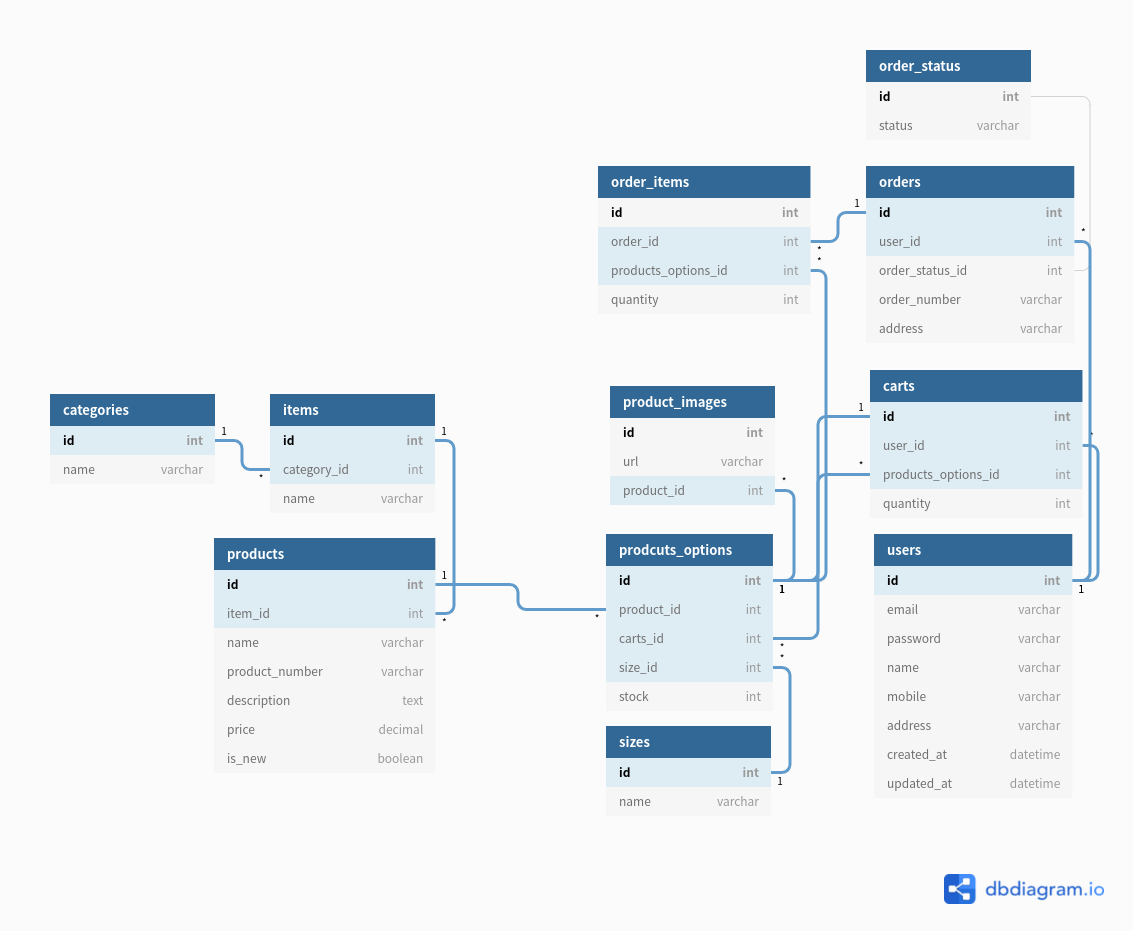 order_status
id int
status varchar
order_items
id int
order_id int
products_options_id int
quantity int
orders
id int
user_id int
order_status_id int
order_number varchar
address varchar
1
*
*
*
categories
id int
name varchar
1
*
items
id int
category_id int
name varchar
1
product_images
id int
url varchar
product_id int
*
carts
id int
user_id int
products_options_id int
quantity int
1
*
*
products
id int
item_id int
name varchar
product_number varchar
description text
price decimal
is_new boolean
1
*
*
prodcuts_options
id int
product_id int
carts_id int
size_id int
stock int
1
*
*
users
id int
email varchar
password varchar
name varchar
mobile varchar
address varchar
created_at datetime
updated_at datetime
1
sizes
id int
name varchar
1
dbdiagram.io